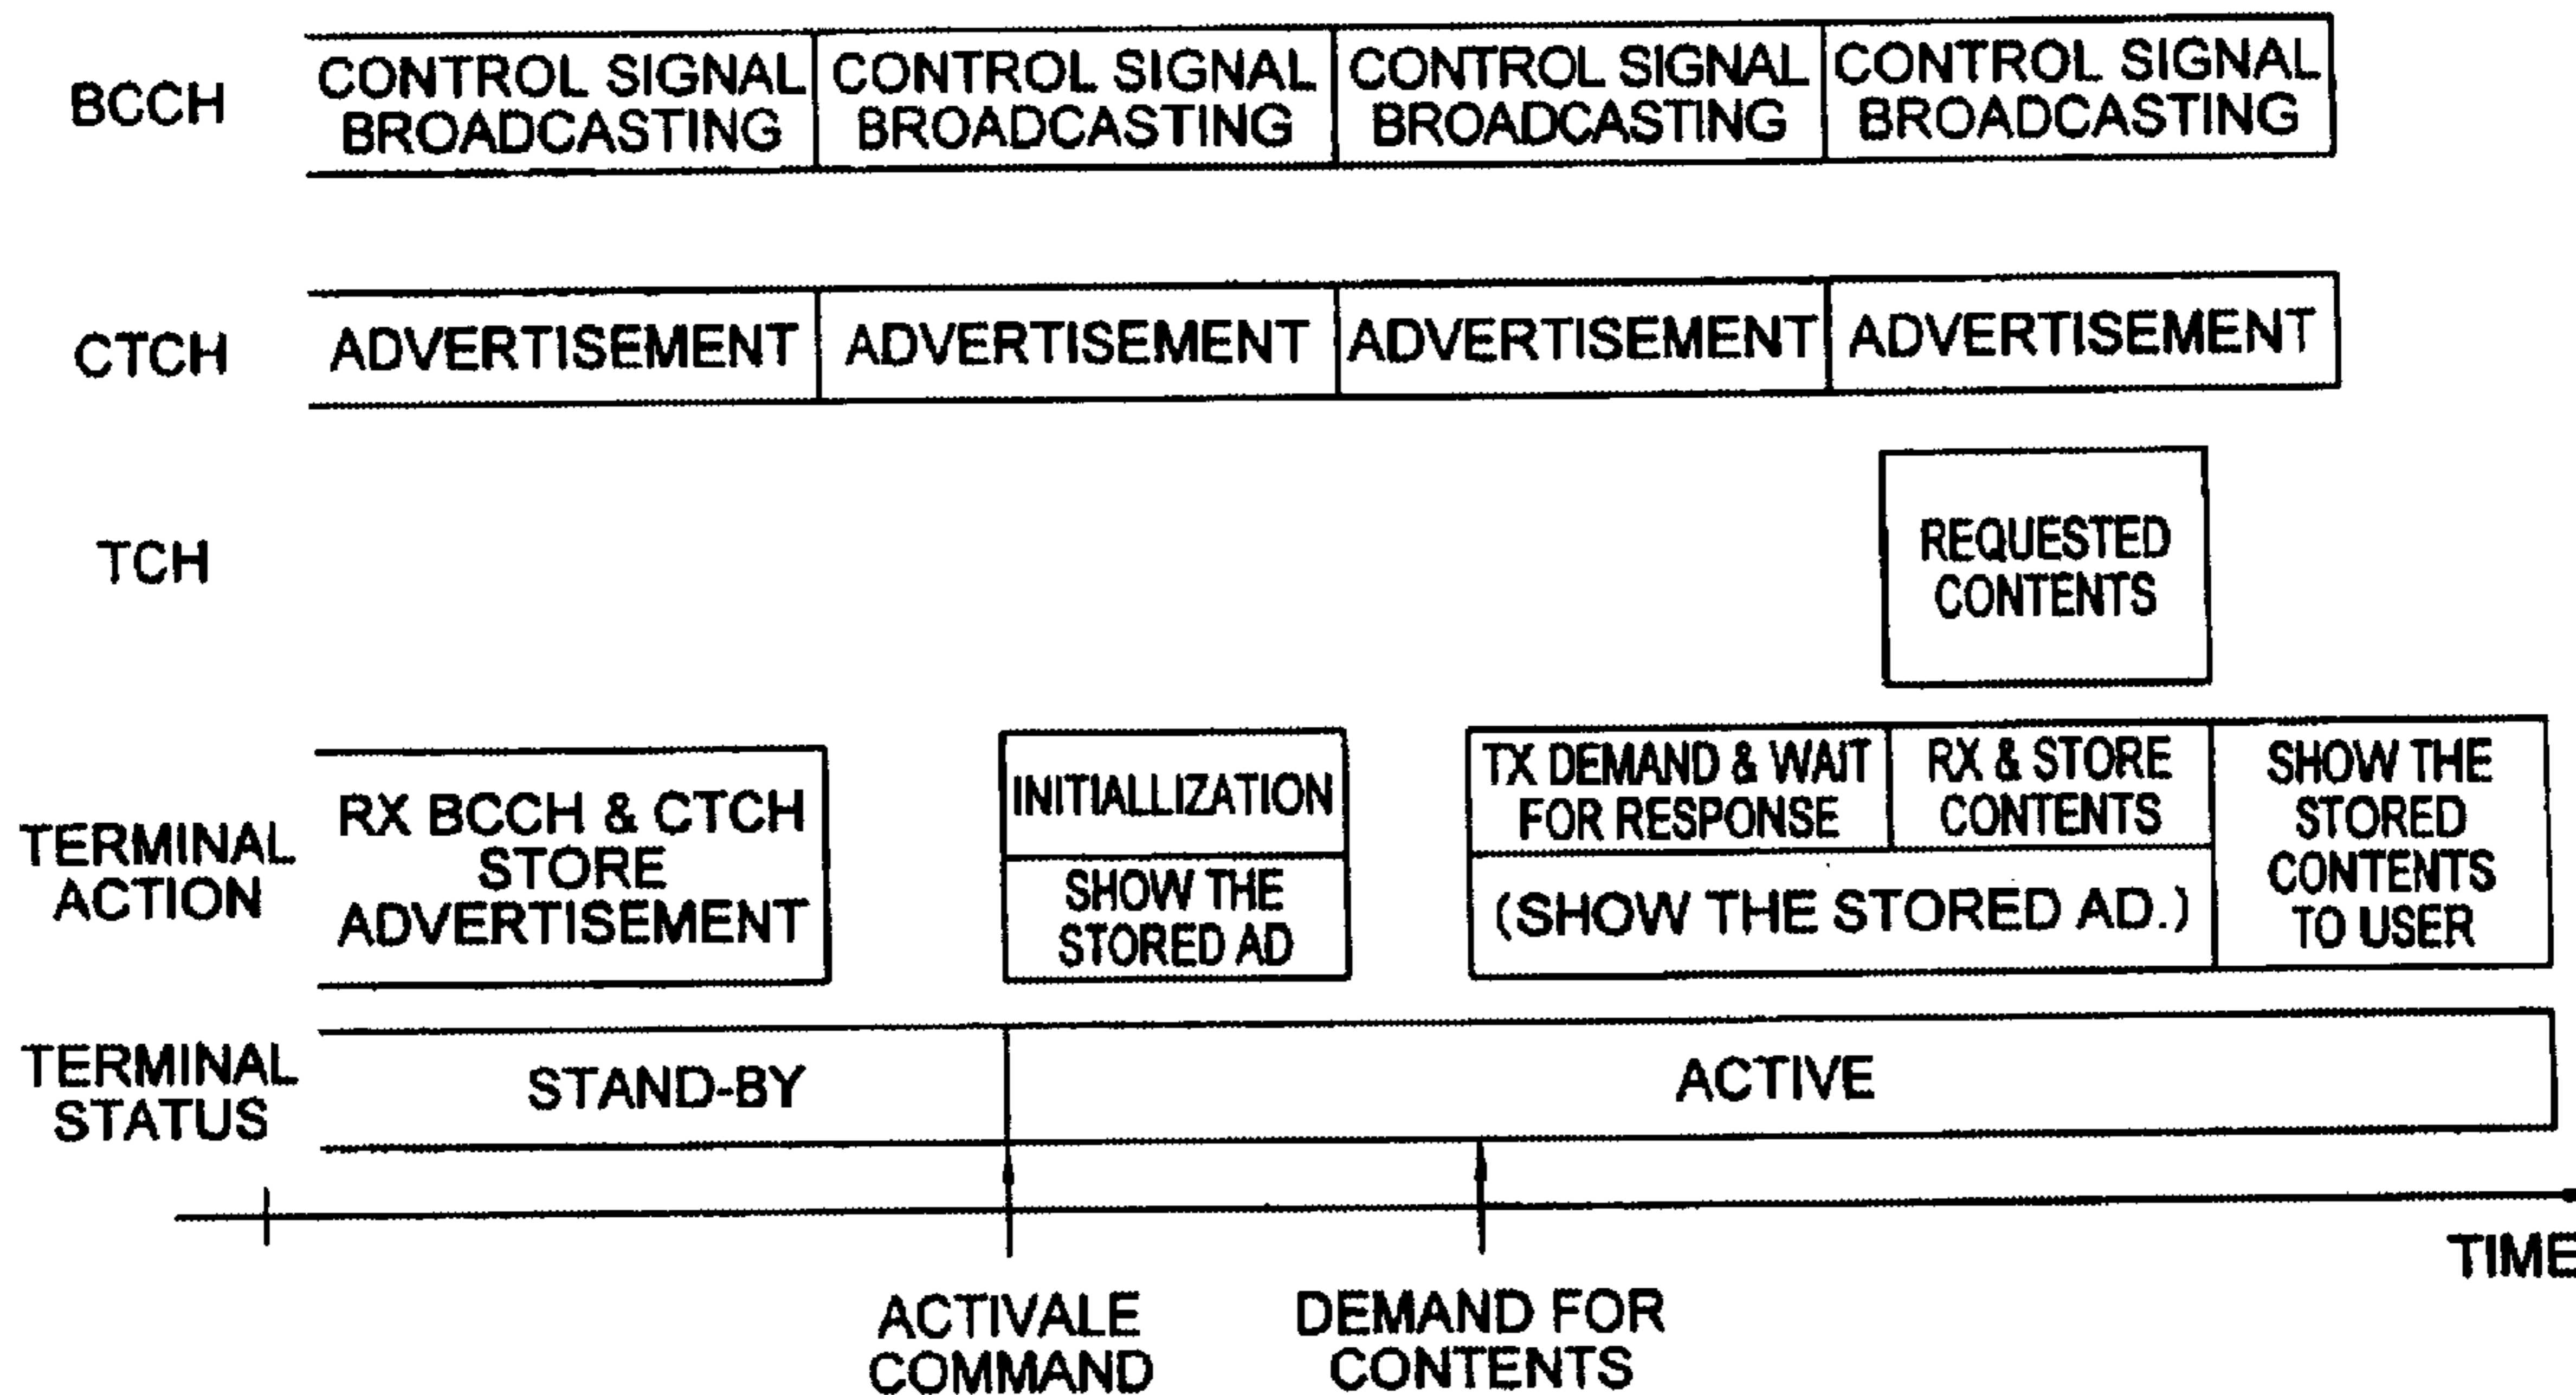 BCCH
CONTROL SIGNAL
BROADCASTING
CONTROL SIGNAL
BROADCASTING
CONTROL SIGNAL
BROADCASTING
CONTROL SIGNAL
BROADCASTING
CTCH
ADVERTISEMENT
ADVERTISEMENT
ADVERTISEMENT
ADVERTISEMENT
TCH
REQUESTED
CONTENTS
TERMINAL
ACTION
RX BCCH & CTCH
STORE
ADVERTISEMENT
INITIALLIZATION
SHOW THE
STORED AD
TX DEMAND & WAIT
FOR RESPONSE
RX & STORE
CONTENTS
(SHOW THE STORED AD.)
SHOW THE
STORED
CONTENTS
TO USER
TERMINAL
STATUS
STAND-BY
ACTIVE
TIME
ACTIVALE
COMMAND
DEMAND FOR
CONTENTS